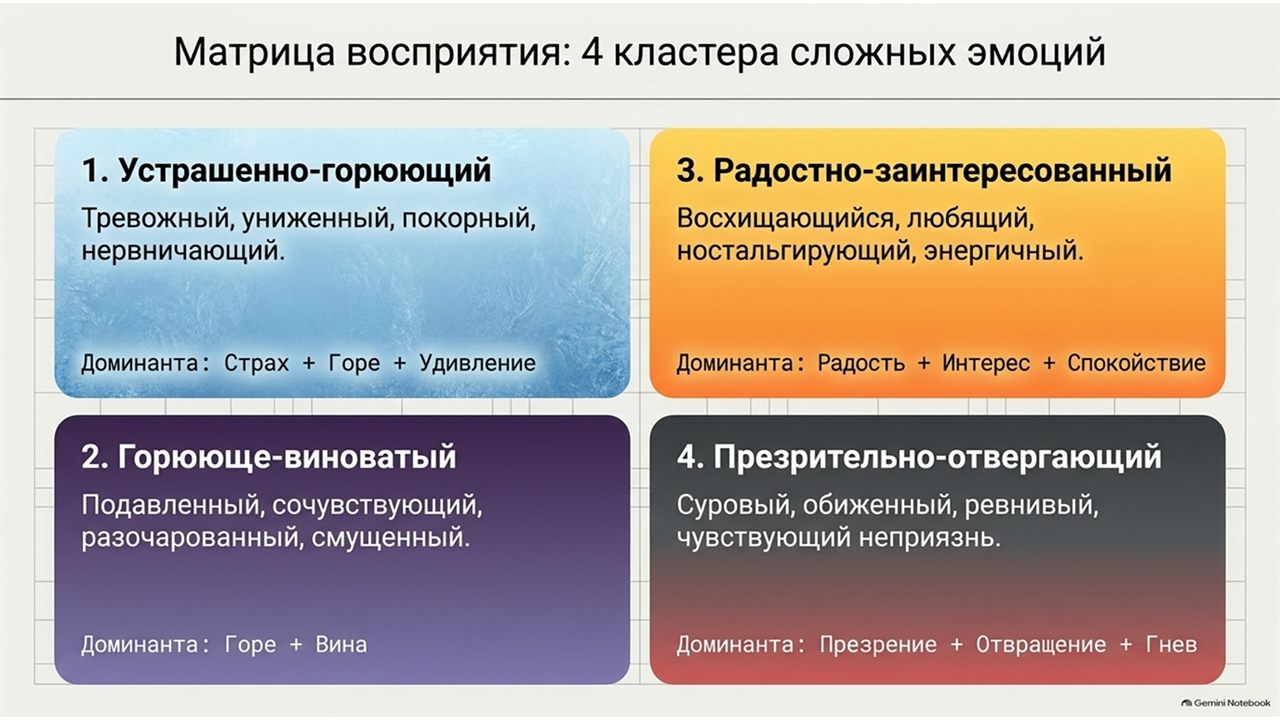 Матрица восприятия: 4 кластера сложных эмоций
1. Устрашенно-горюющий
Тревожный, униженный, покорный,
нервничающий.
Доминанта: Страх + Горе + Удивление
2. Горююще-виноватый
Подавленный, сочувствующий,
разочарованный, смущенный.
Доминанта: Горе + Вина
3. Радостно-заинтересованный
Восхищающийся, любящий,
ностальгирующий, энергичный.
Доминанта: Радость + Интерес + Спокойствие
4. Презрительно-отвергающий
Суровый, обиженный, ревнивый,
чувствующий неприязнь.
Доминанта: Презрение + Отвращение + Гнев
Gemini Notebook